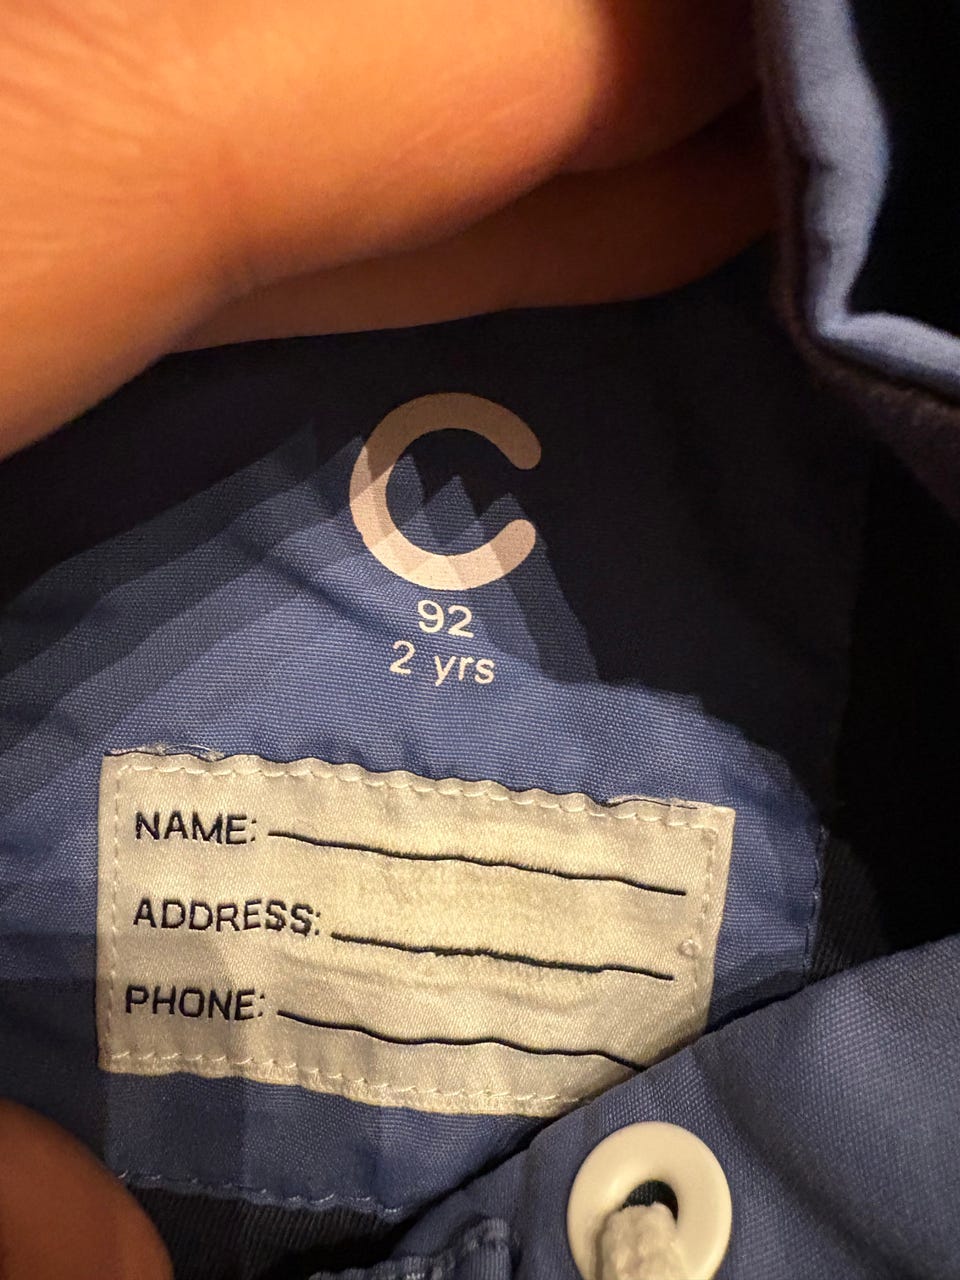 C
92
2 yrs
NAME:
ADDRESS:
PHONE: